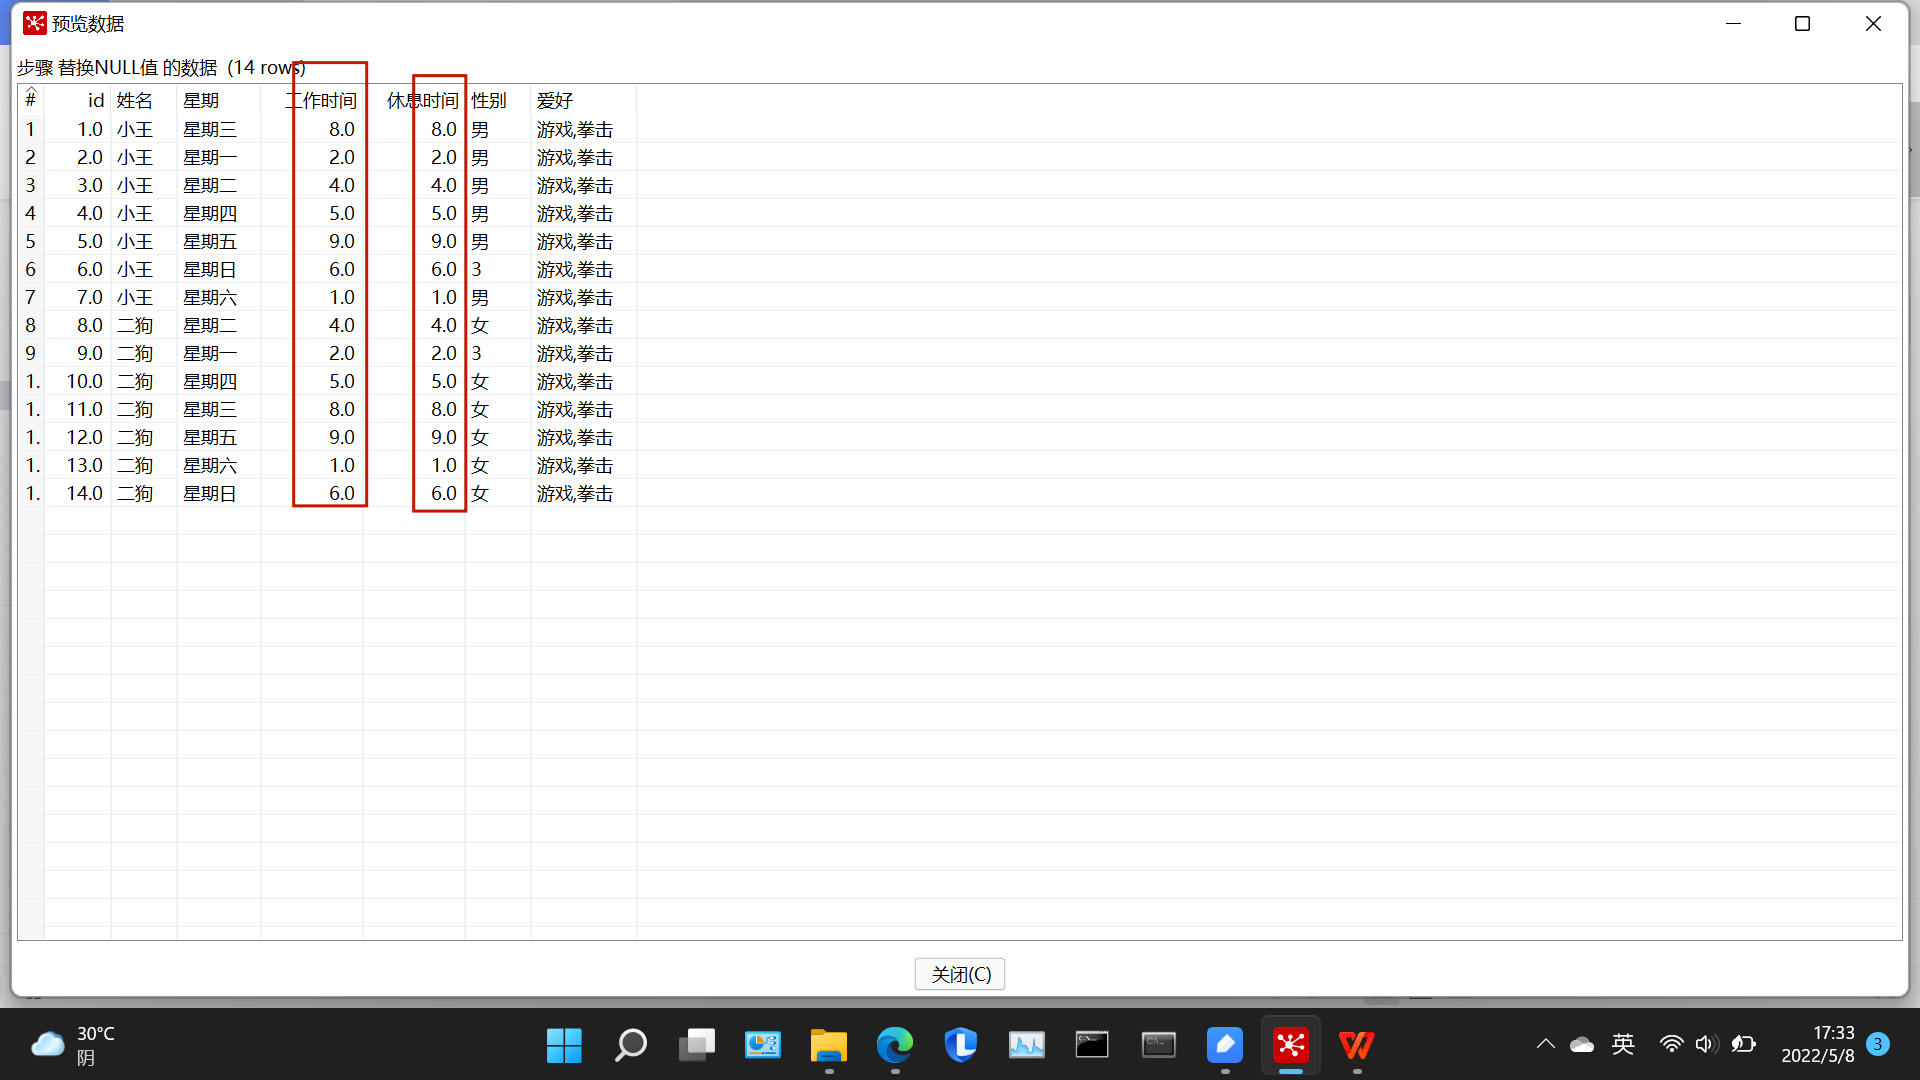 预览数据
步骤 替换NULL值 的数据 (14 rows)
# id 姓名 星期 工作时间 休息时间 性别 爱好
1 1.0 小王 星期三 8.0 8.0 男 游戏,拳击
2 2.0 小王 星期一 2.0 2.0 男 游戏,拳击
3 3.0 小王 星期二 4.0 4.0 男 游戏,拳击
4 4.0 小王 星期四 5.0 5.0 男 游戏,拳击
5 5.0 小王 星期五 9.0 9.0 男 游戏,拳击
6 6.0 小王 星期日 6.0 6.0 3 游戏,拳击
7 7.0 小王 星期六 1.0 1.0 男 游戏,拳击
8 8.0 二狗 星期二 4.0 4.0 女 游戏,拳击
9 9.0 二狗 星期一 2.0 2.0 3 游戏,拳击
1. 10.0 二狗 星期四 5.0 5.0 女 游戏,拳击
1. 11.0 二狗 星期三 8.0 8.0 女 游戏,拳击
1. 12.0 二狗 星期五 9.0 9.0 女 游戏,拳击
1. 13.0 二狗 星期六 1.0 1.0 女 游戏,拳击
1. 14.0 二狗 星期日 6.0 6.0 女 游戏,拳击
关闭(C)
30°C
阴
英
17:33
2022/5/8
3